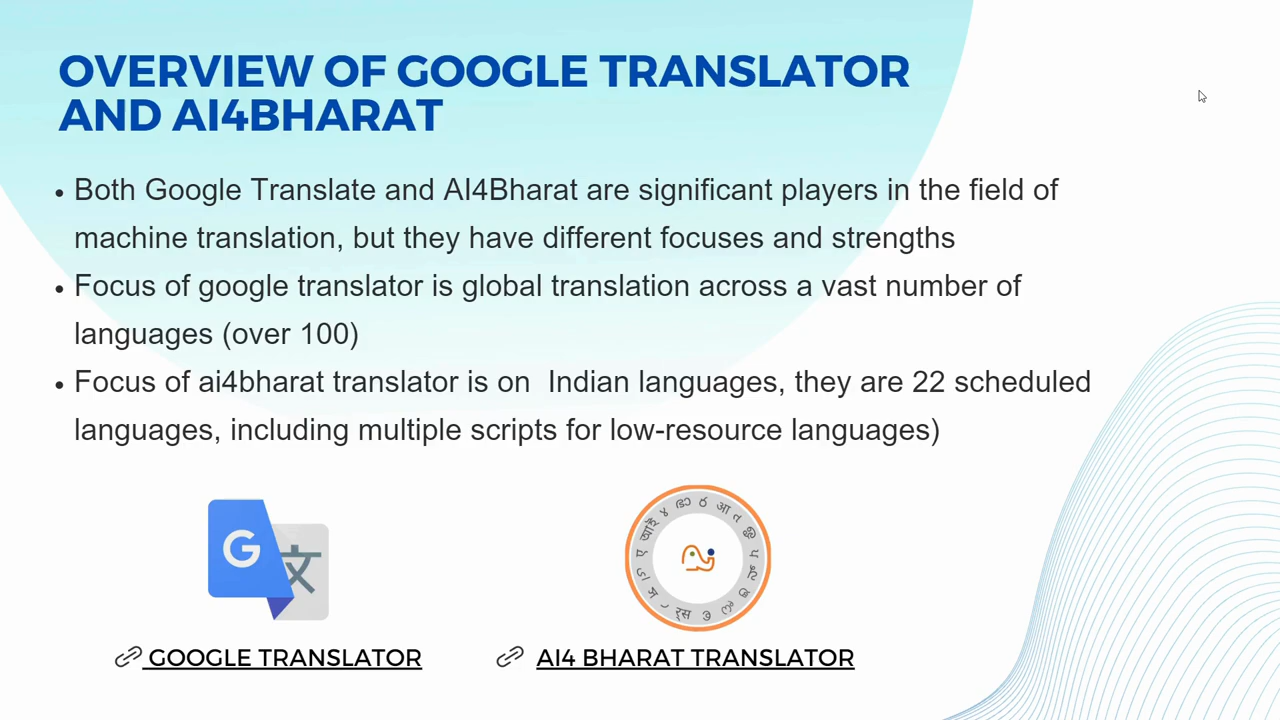 OVERVIEW OF GOOGLE TRANSLATOR
AND AI4BHARAT
• Both Google Translate and AI4Bharat are significant players in the field of
machine translation, but they have different focuses and strengths
• Focus of google translator is global translation across a vast number of
languages (over 100)
• Focus of ai4bharat translator is on  Indian languages, they are 22 scheduled
languages, including multiple scripts for low-resource languages)
G 文
GOOGLE TRANSLATOR
AI4 BHARAT TRANSLATOR